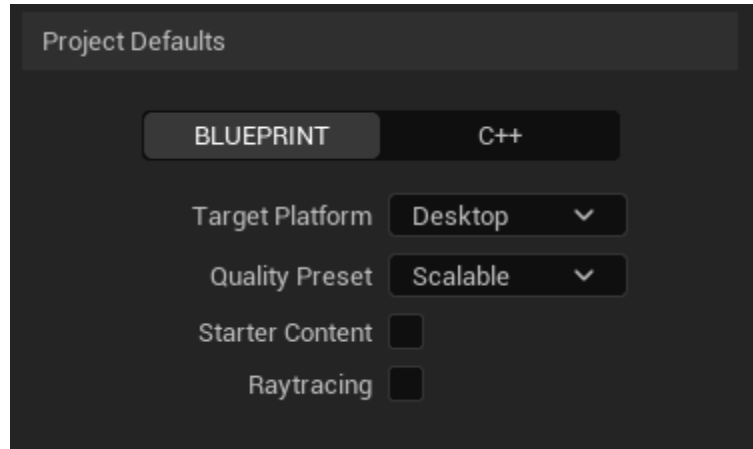 Project Defaults
BLUEPRINT C++
Target Platform Desktop
Quality Preset Scalable
Starter Content
Raytracing